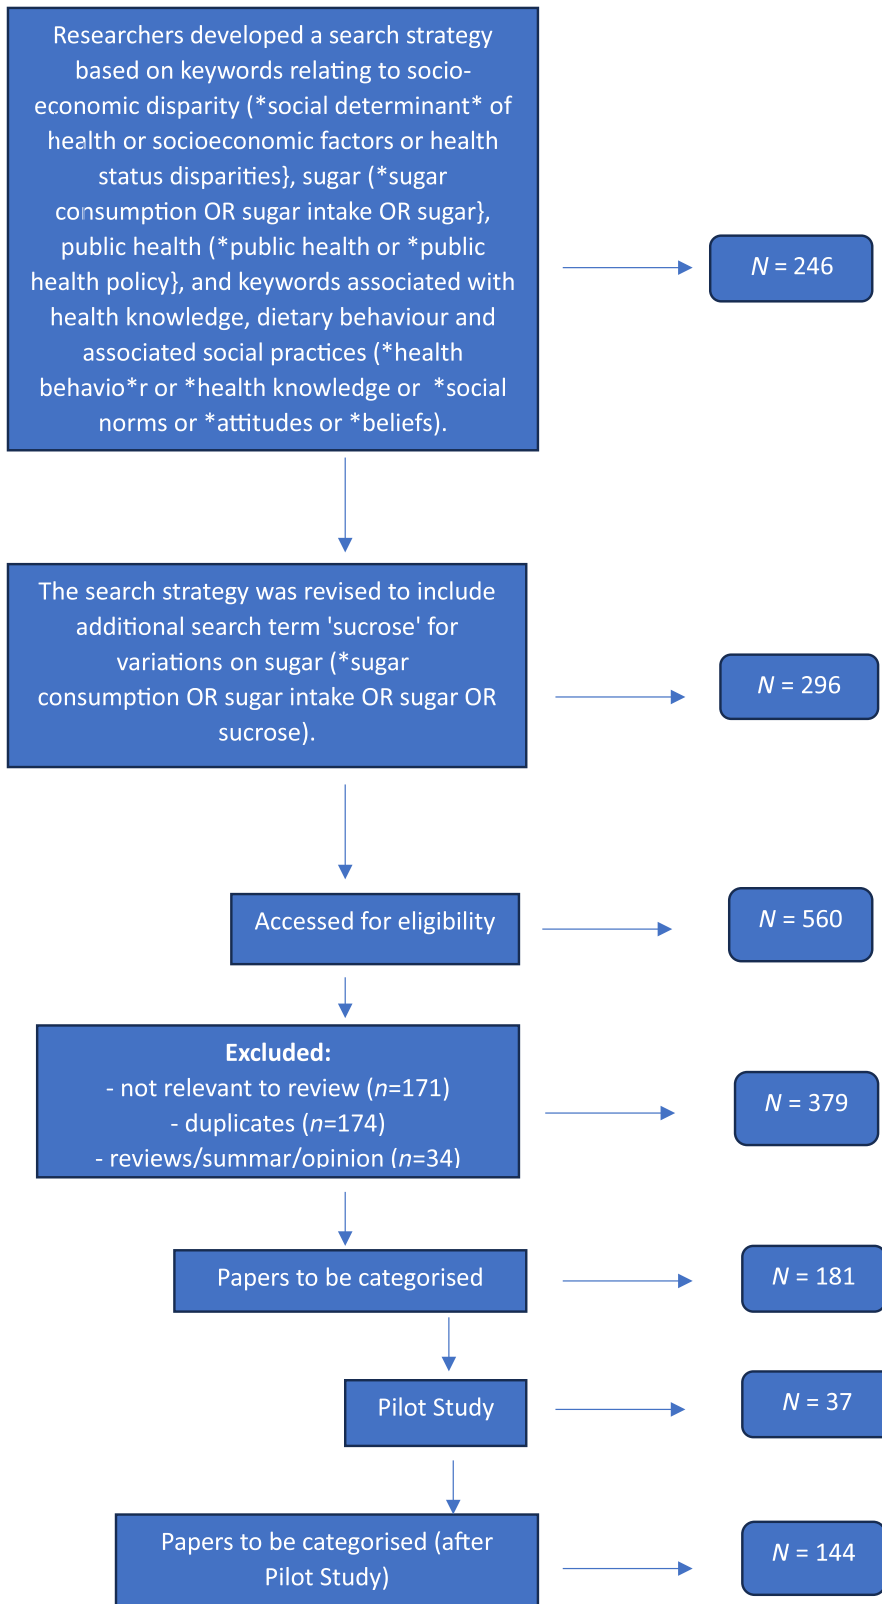 Researchers developed a search strategy
based on keywords relating to socio-
economic disparity (*social determinant* of
health or socioeconomic factors or health
status disparities}, sugar (*sugar
consumption OR sugar intake OR sugar},
public health (*public health or *public
health policy}, and keywords associated with
health knowledge, dietary behaviour and
associated social practices (*health
behavio*r or *health knowledge or *social
norms or *attitudes or *beliefs).
N = 246
The search strategy was revised to include
additional search term 'sucrose' for
variations on sugar (*sugar
consumption OR sugar intake OR sugar OR
sucrose).
N = 296
Accessed for eligibility
N = 560
Excluded:
- not relevant to review (n=171)
- duplicates (n=174)
- reviews/summar/opinion (n=34)
N = 379
Papers to be categorised
N = 181
Pilot Study
N = 37
Papers to be categorised (after
Pilot Study)
N = 144